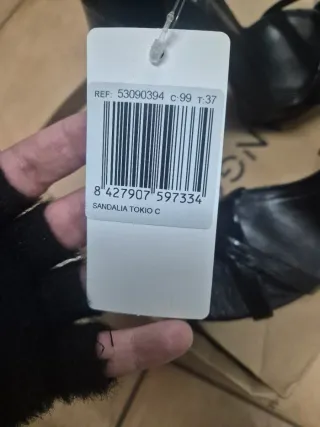 REF: 53090394 C:99 T:37
8 427907 597334
SANDALIA TOKIO C